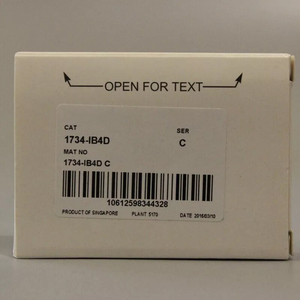 OPEN FOR TEXT
CAT SER
1734-IB4D C
MAT NO
1734-IB4D C
10612598344328
PRODUCT OF SINGAPORE PLANT 5170 DATE